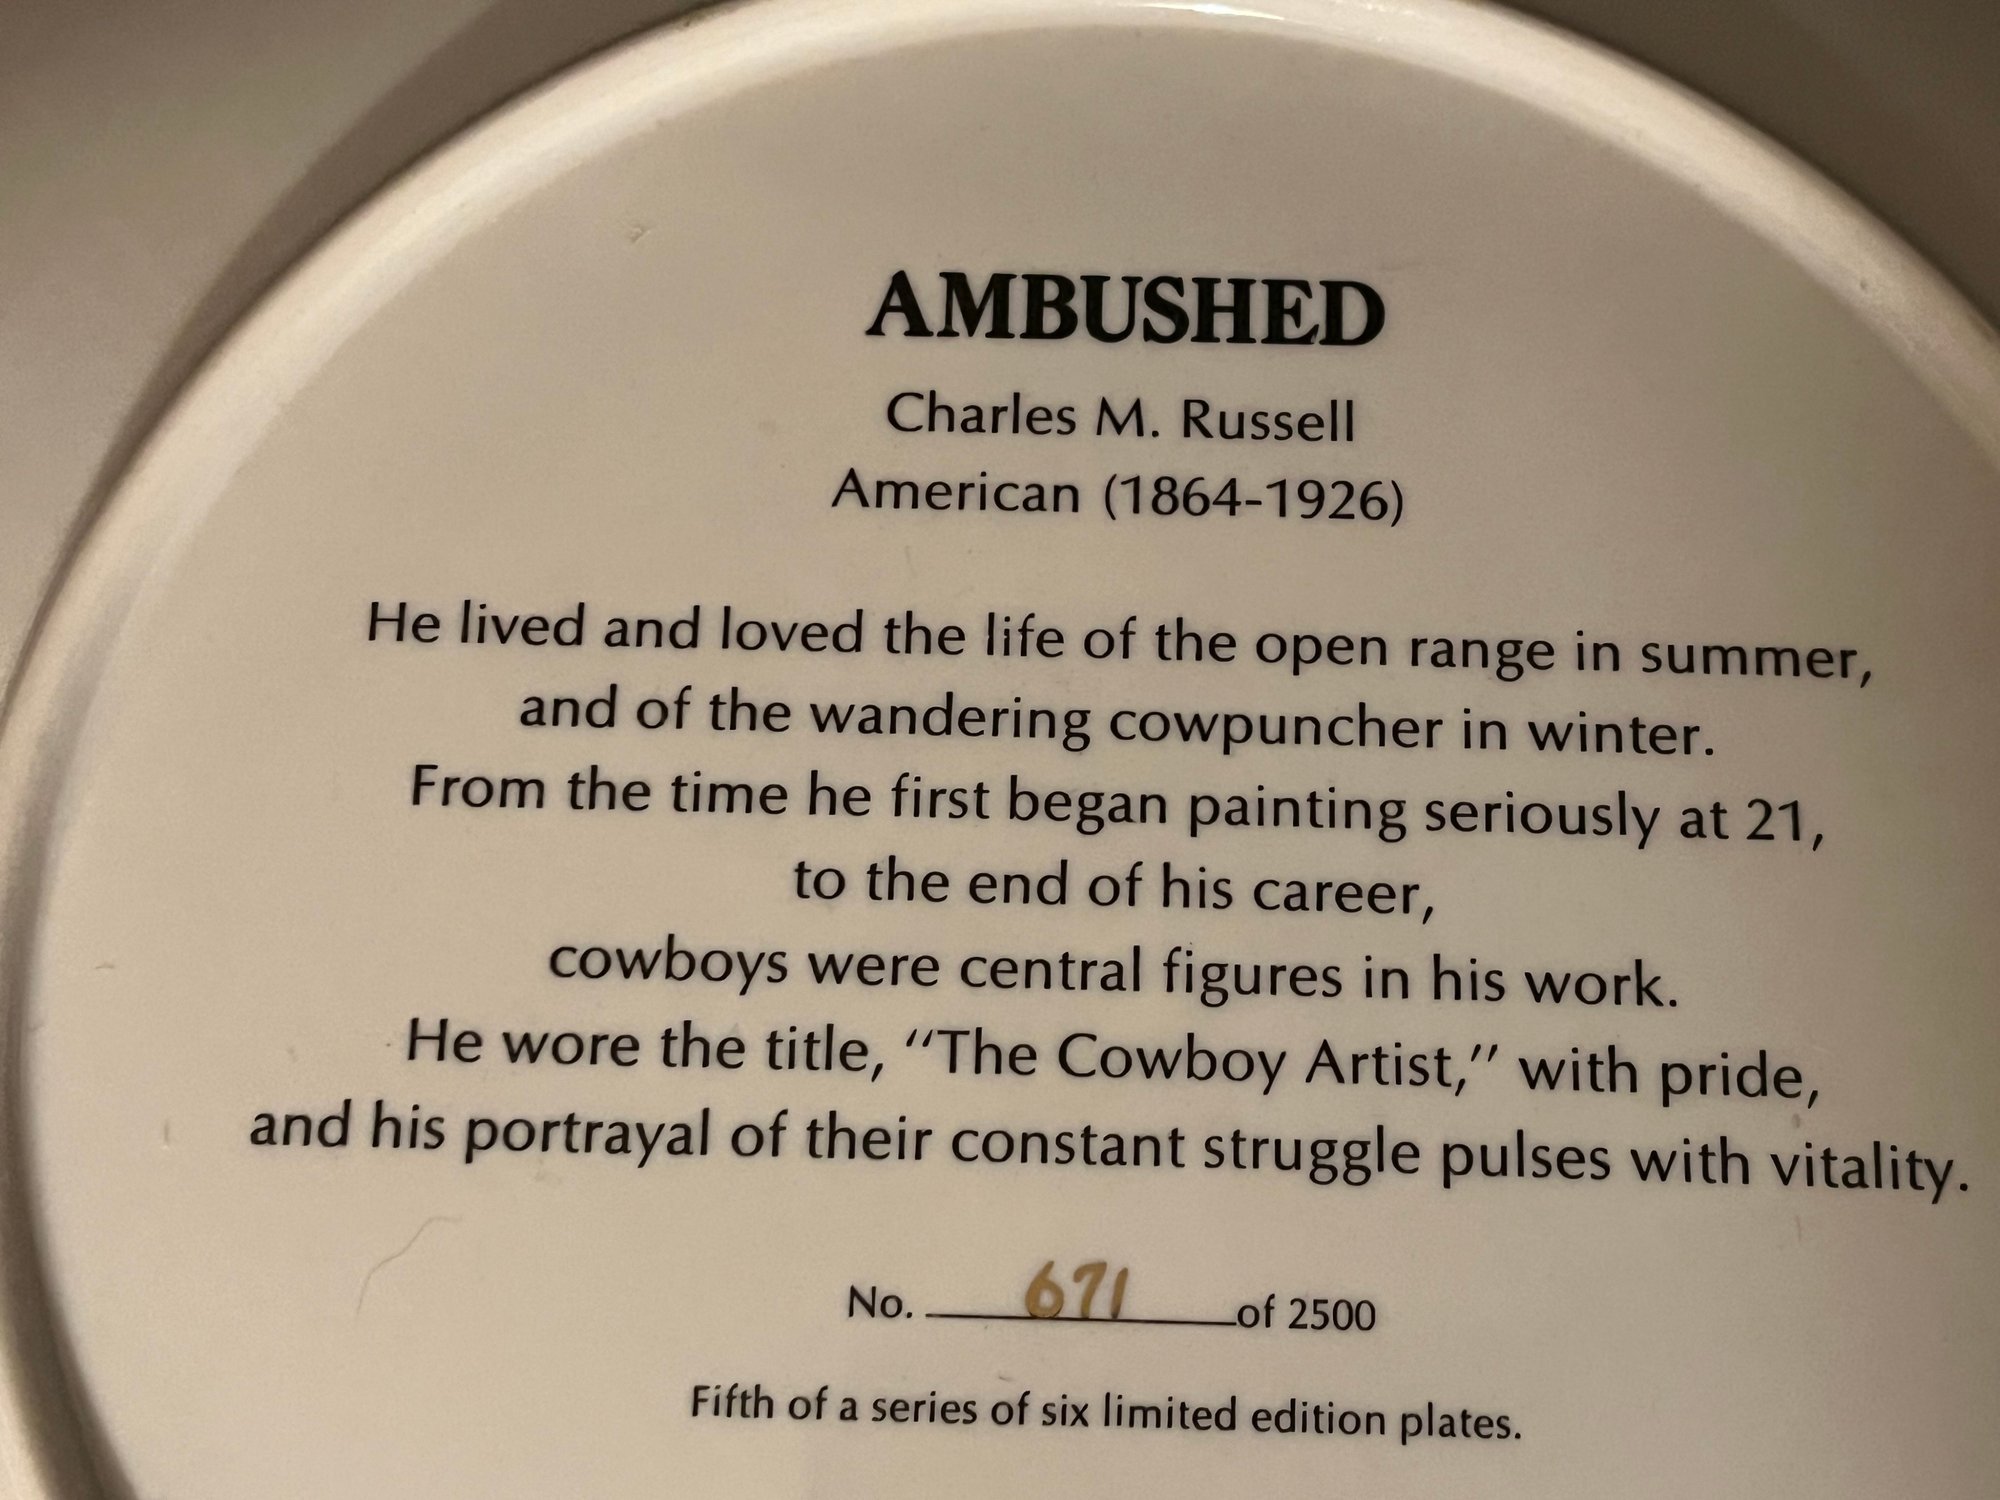 AMBUSHED
Charles M. Russell
American (1864-1926)
He lived and loved the life of the open range in summer,
and of the wandering cowpuncher in winter.
From the time he first began painting seriously at 21,
to the end of his career,
cowboys were central figures in his work.
He wore the title, “The Cowboy Artist,” with pride,
and his portrayal of their constant struggle pulses with vitality.
No. 671 of 2500
Fifth of a series of six limited edition plates.